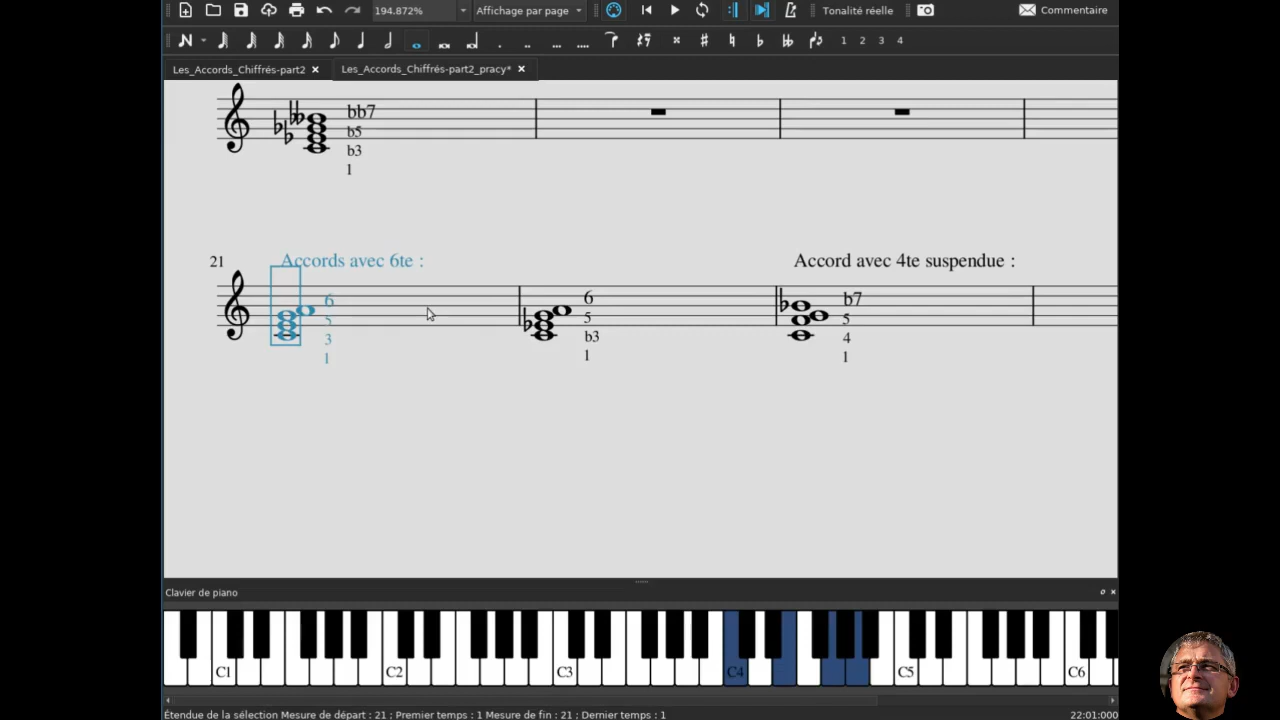 194.872% Affichage par page Tonalité réelle Commentaire
1 2 3 4
Les_Accords_Chiffrés-part2 Les_Accords_Chiffrés-part2_pracy*
bb7
b5
b3
1
21 Accords avec 6te : Accord avec 4te suspendue :
6 6 b7
5 5 5
3 b3 4
1 1 1
Clavier de piano
C1 C2 C3 C4 C5 C6
Étendue de la sélection Mesure de départ : 21 ; Premier temps : 1 Mesure de fin : 21 ; Dernier temps : 1 22:01:000